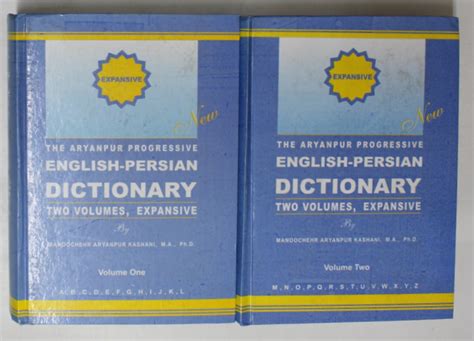 EXPANSIVE
New
THE ARYANPUR PROGRESSIVE
ENGLISH-PERSIAN
DICTIONARY
TWO VOLUMES, EXPANSIVE
By
MANOOCHEHR ARYANPUR KASHANI, M.A., Ph.D.
Volume One
A,B,C,D,E,F,G,H,I,J,K,L
EXPANSIVE
New
THE ARYANPUR PROGRESSIVE
ENGLISH-PERSIAN
DICTIONARY
TWO VOLUMES, EXPANSIVE
By
MANOOCHEHR ARYANPUR KASHANI, M.A., Ph.D.
Volume Two
M,N,O,P,Q,R,S,T,U,V,W,X,Y,Z